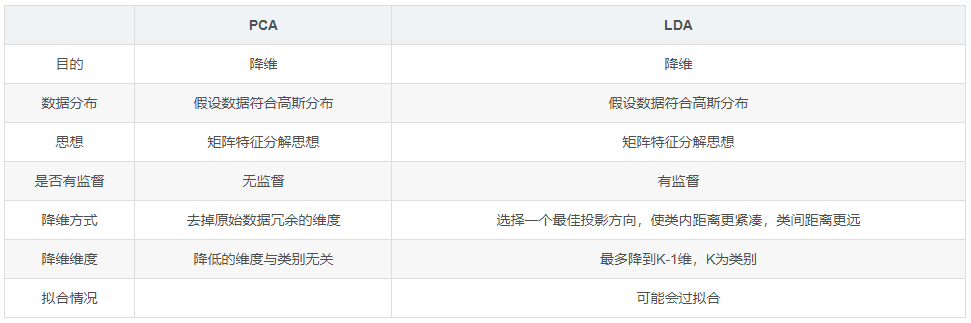 PCA LDA
目的 降维 降维
数据分布 假设数据符合高斯分布 假设数据符合高斯分布
思想 矩阵特征分解思想 矩阵特征分解思想
是否有监督 无监督 有监督
降维方式 去掉原始数据冗余的维度 选择一个最佳投影方向，使类内距离更紧凑，类间距离更远
降维维度 降低的维度与类别无关 最多降到K-1维，K为类别
拟合情况 可能会过拟合